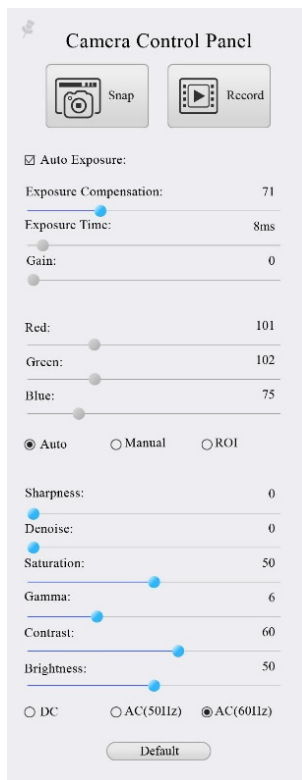 Camera Control Panel
Snap Record
Auto Exposure:
Exposure Compensation: 71
Exposure Time: 8ms
Gain: 0
Red: 101
Green: 102
Blue: 75
Auto Manual ROI
Sharpness: 0
Denoise: 0
Saturation: 50
Gamma: 6
Contrast: 60
Brightness: 50
DC AC(50Hz) AC(60Hz)
Default